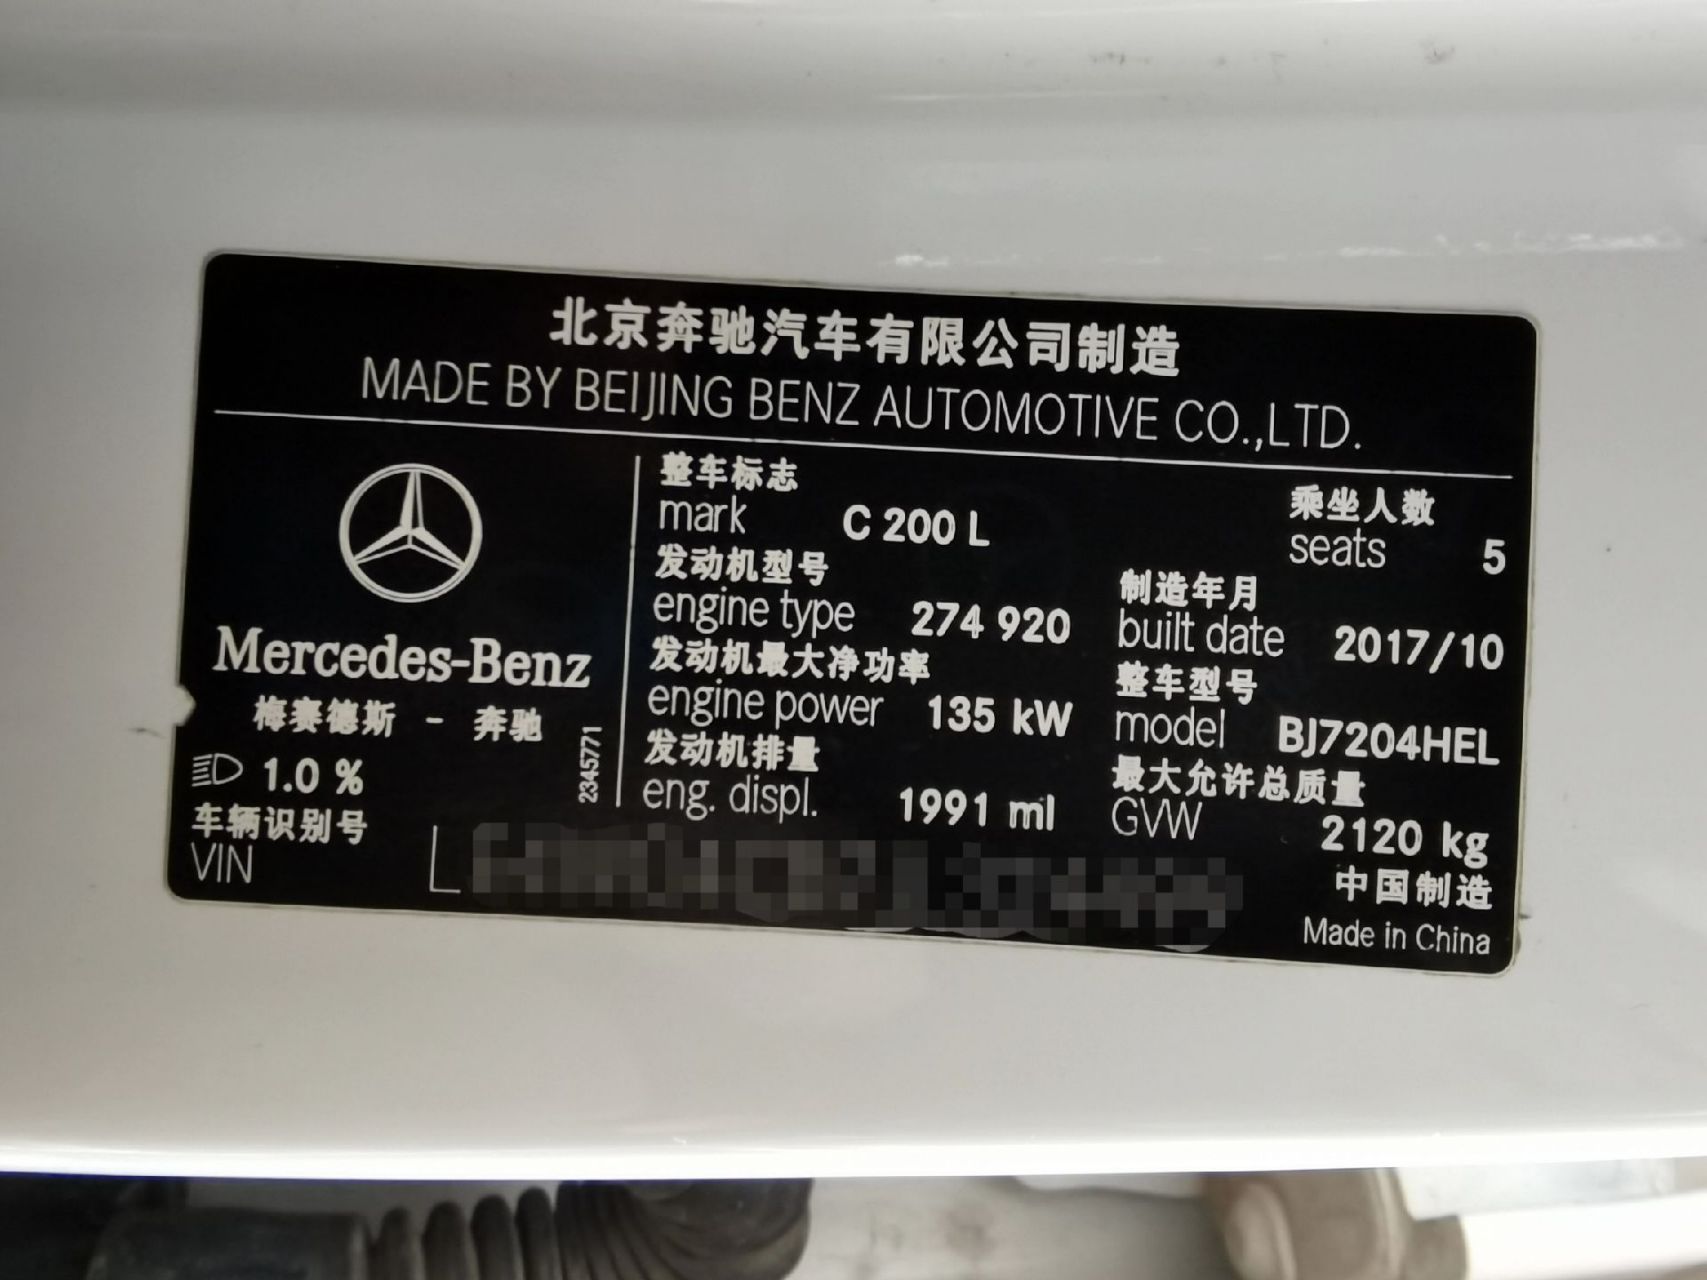 北京奔驰汽车有限公司制造
MADE BY BEIJING BENZ AUTOMOTIVE CO.,LTD.
Mercedes-Benz
梅赛德斯 - 奔驰
1.0 %
2345771
整车标志
mark C 200 L
乘坐人数
seats 5
发动机型号
engine type 274 920
制造年月
built date 2017/10
发动机最大净功率
engine power 135 kW
整车型号
model BJ7204HEL
发动机排量
eng. displ. 1991 ml
最大允许总质量
GVW 2120 kg
车辆识别号
VIN L
中国制造
Made in China